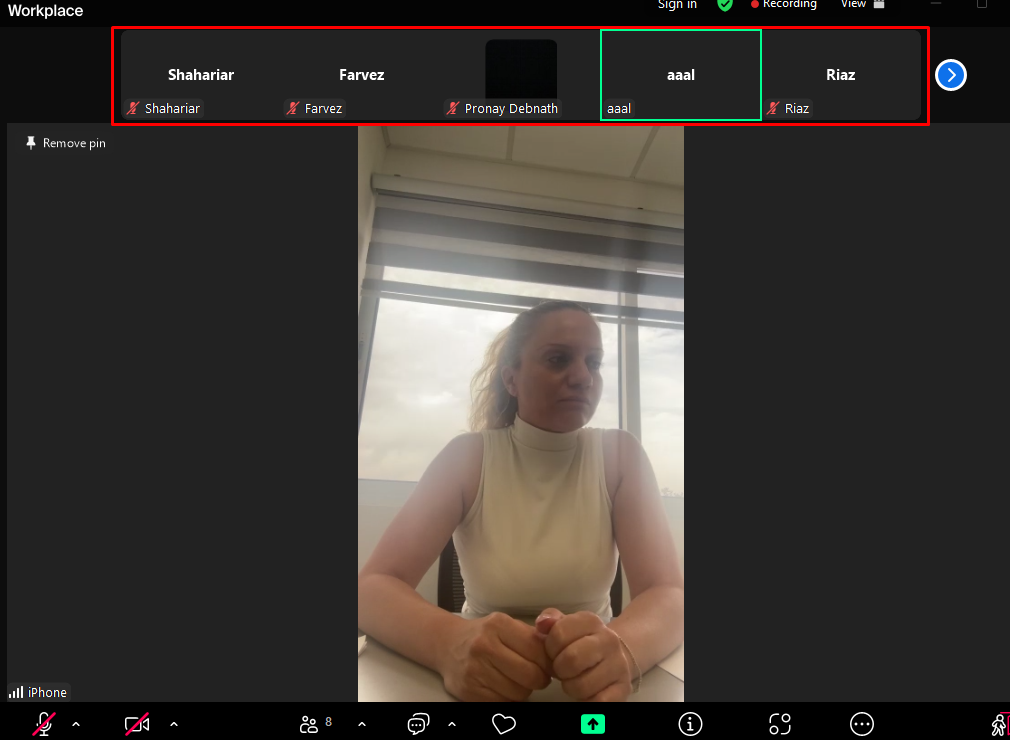 Workplace
Sign in
Recording
View
Shahariar
Farvez
aaal
Riaz
Shahariar
Farvez
Pronay Debnath
aaal
Riaz
Remove pin
iPhone
8